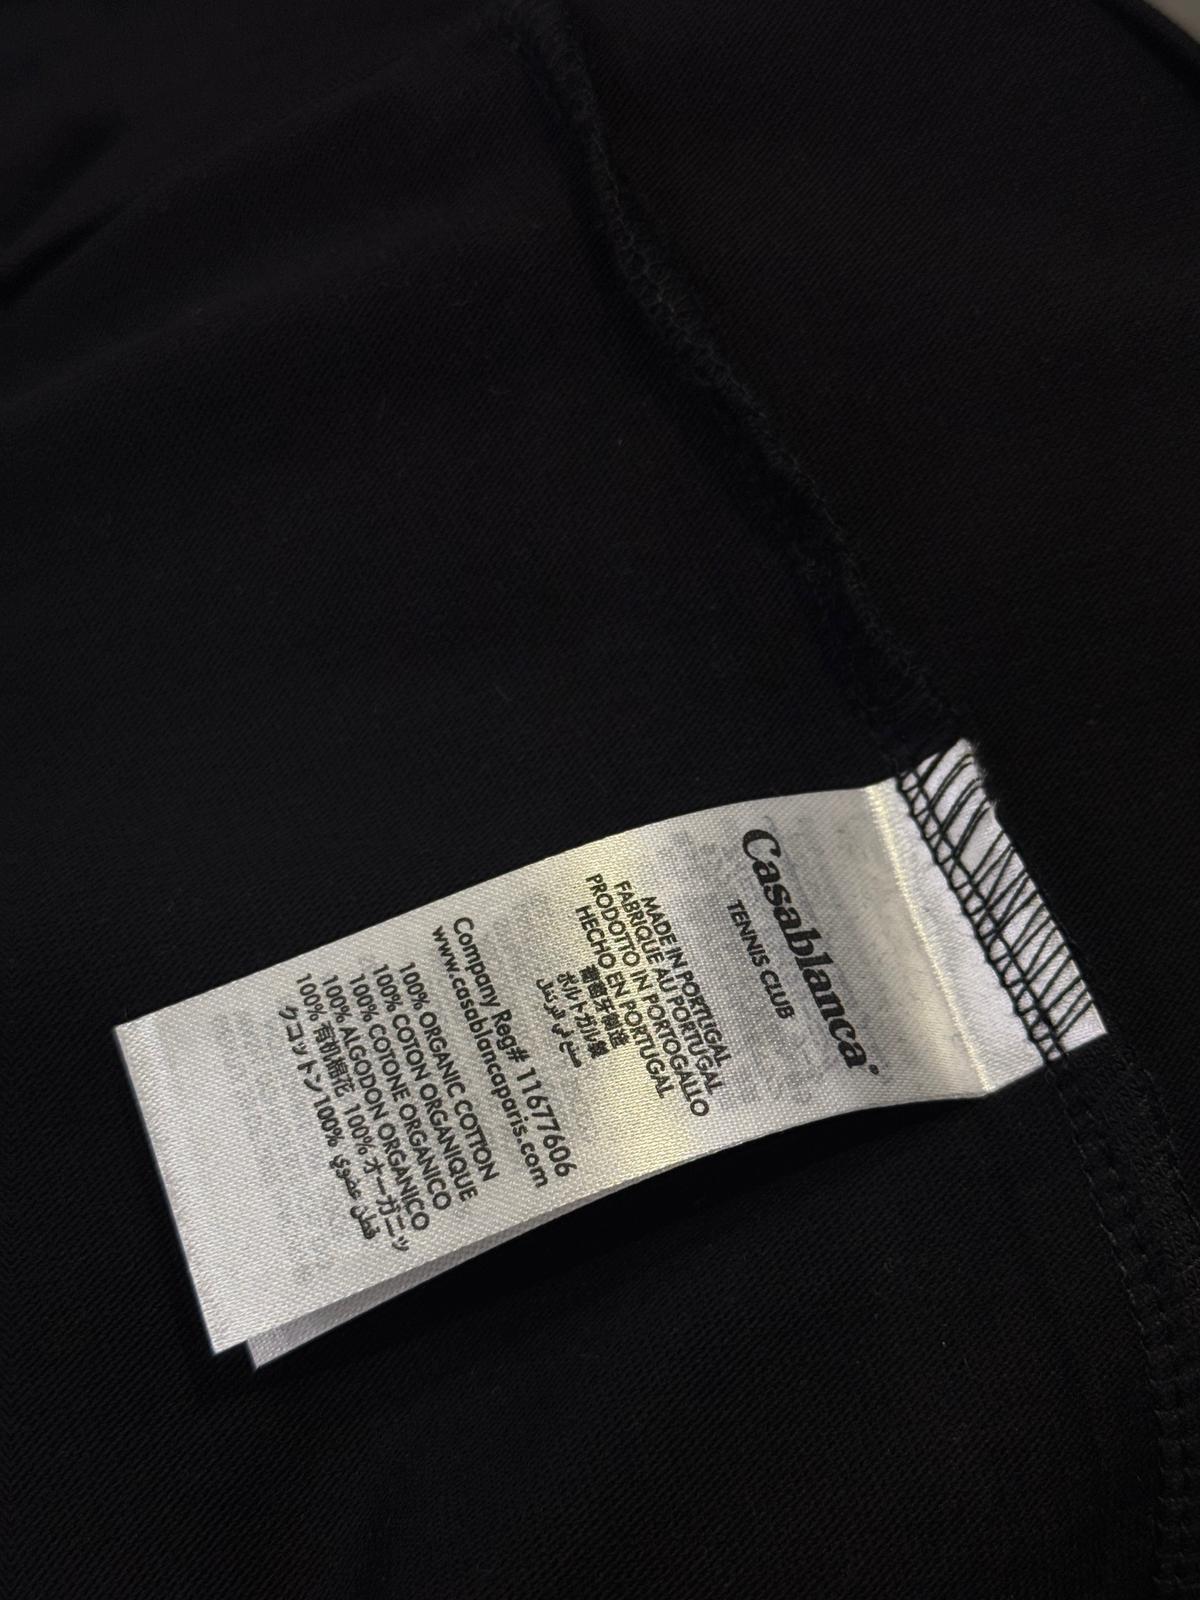 Casablanca
TENNIS CLUB
MADE IN PORTUGAL
FABRIQUE AU PORTUGAL
PRODOTTO IN PORTOGALLO
HECHO EN PORTUGAL
葡萄牙制造
ポルトガル製
صنع في البرتغال
Company Reg# 11677606
www.casablancaparis.com
100% ORGANIC COTTON
100% COTON ORGANIQUE
100% COTONE ORGANICO
100% ALGODON ORGANICO
100% 有机棉花 100% オーガニッ
クコットン 100% قطن عضوي